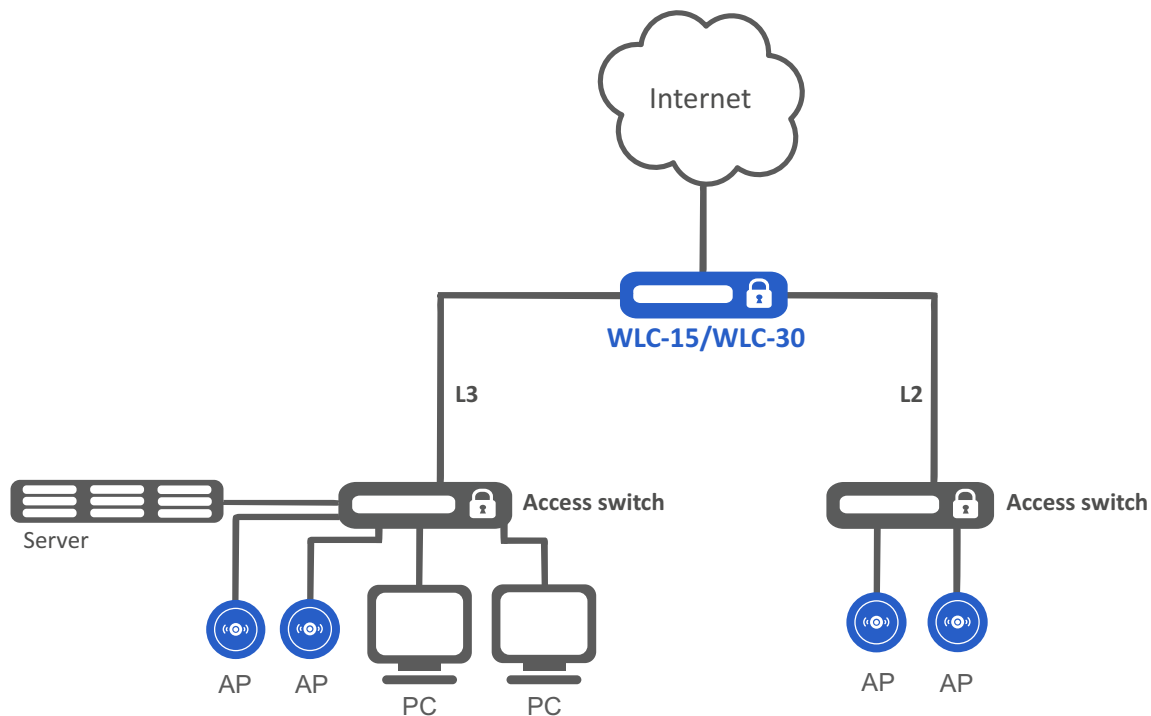 Internet
WLC-15/WLC-30
L3
L2
Access switch
Access switch
Server
AP
AP
PC
PC
AP
AP